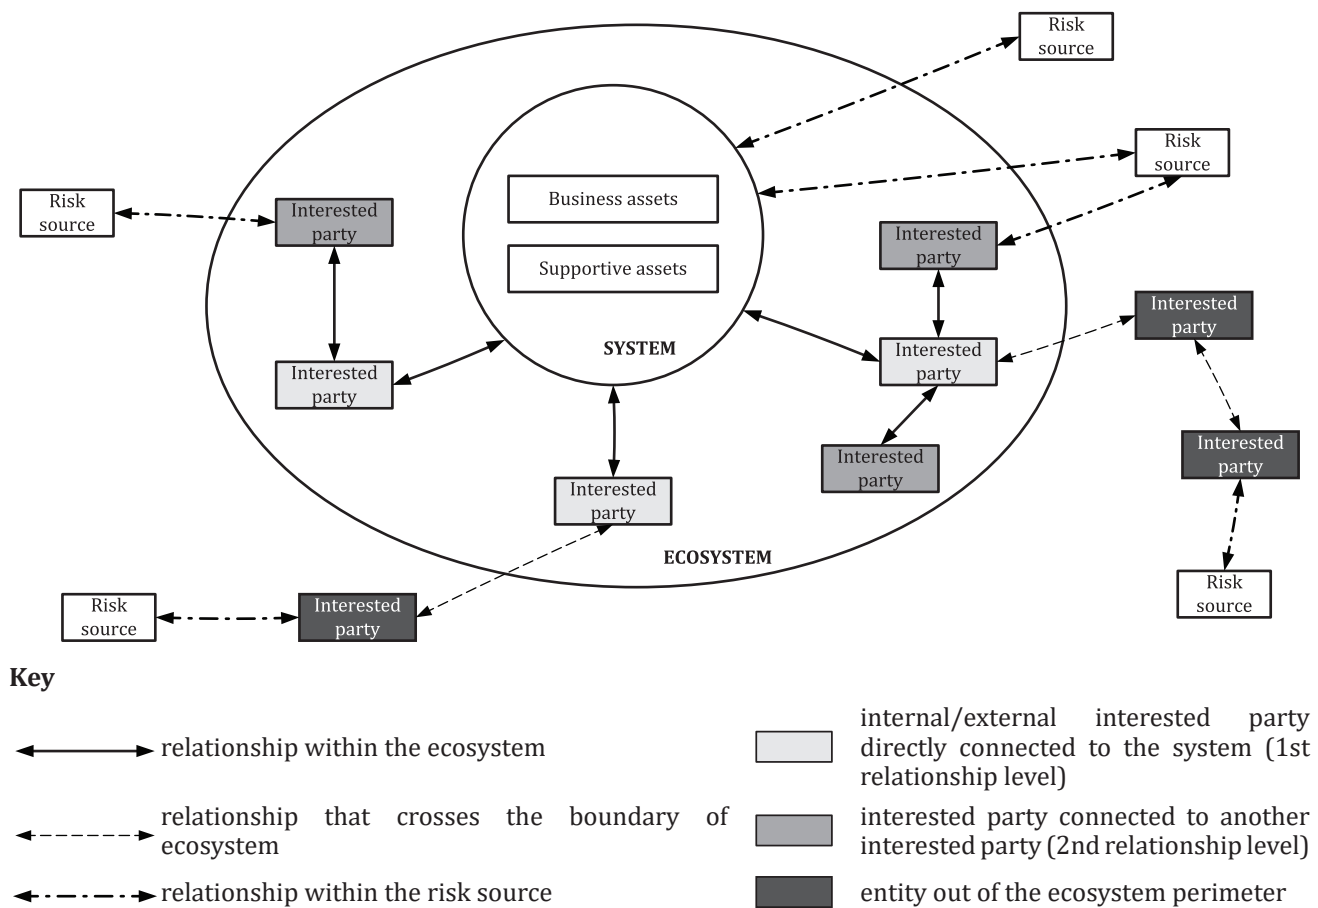 Risk
source
Risk
source
Business assets
Risk
source
Interested
party
Interested
party
Supportive assets
Interested
party
SYSTEM
Interested
party
Interested
party
Interested
party
Interested
party
Interested
party
ECOSYSTEM
Risk
source
Risk
source
Interested
party
Key
relationship within the ecosystem
internal/external interested party
directly connected to the system (1st
relationship level)
relationship that crosses the boundary of
ecosystem
interested party connected to another
interested party (2nd relationship level)
relationship within the risk source
entity out of the ecosystem perimeter